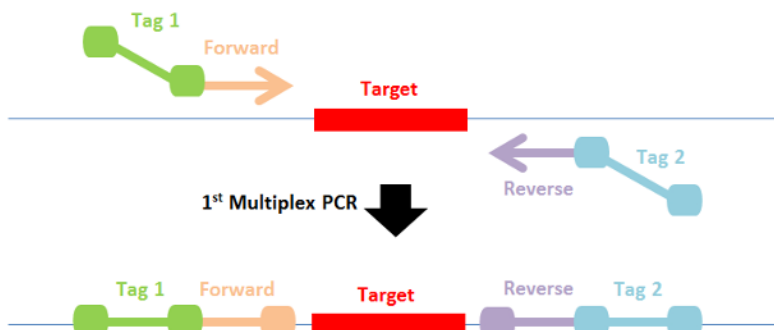 Tag 1
Forward
Target
Tag 2
Reverse
1st Multiplex PCR
Tag 1
Forward
Target
Reverse
Tag 2